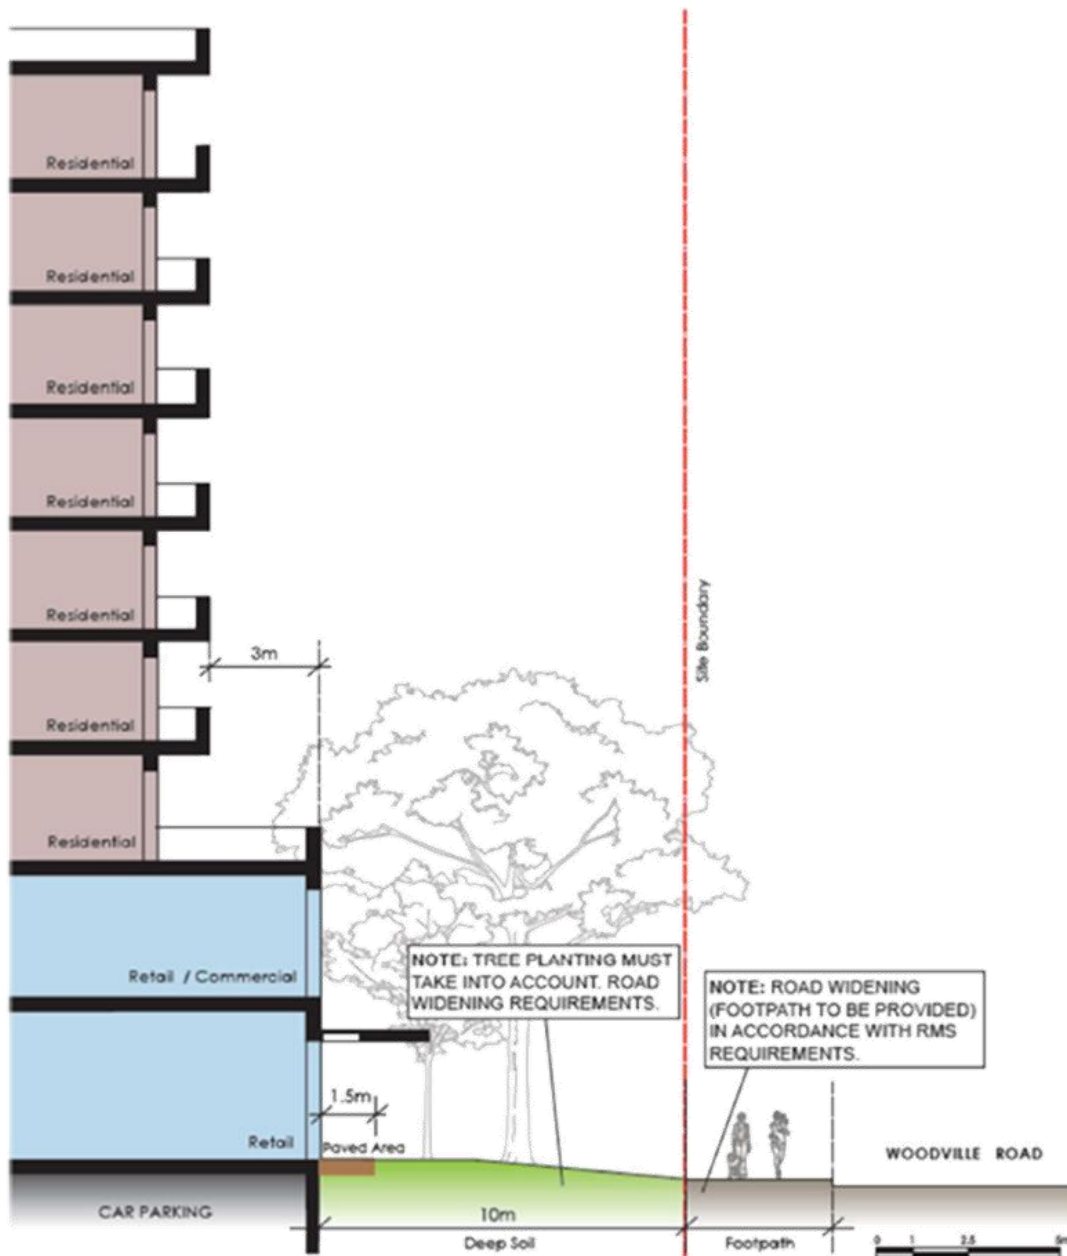 Residential
Residential
Residential
Residential
Residential
3m
Site Boundary
Residential
Residential
Retail / Commercial
NOTE: TREE PLANTING MUST
TAKE INTO ACCOUNT. ROAD
WIDENING REQUIREMENTS.
NOTE: ROAD WIDENING
(FOOTPATH TO BE PROVIDED)
IN ACCORDANCE WITH RMS
REQUIREMENTS.
1.5m
Retail
Paved Area
WOODVILLE ROAD
CAR PARKING
10m
Deep Soil
Footpath
0 1 2.5 5m